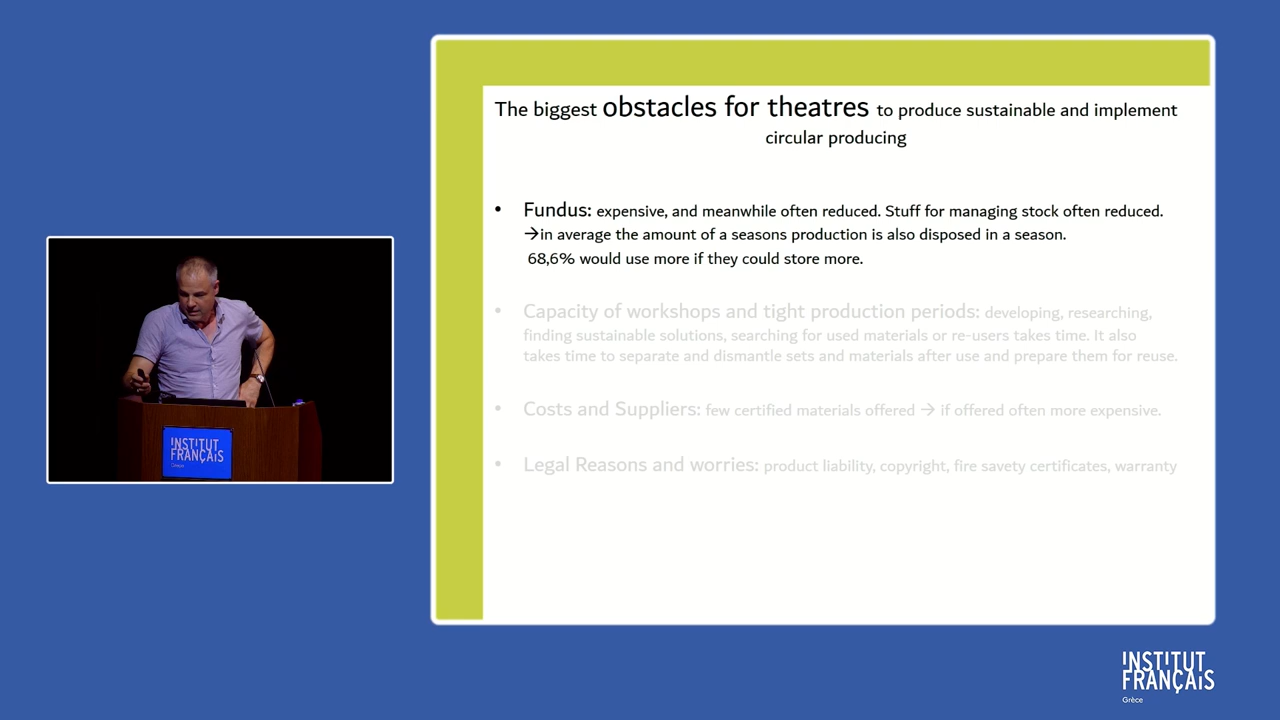 The biggest obstacles for theatres to produce sustainable and implement
circular producing
• Fundus: expensive, and meanwhile often reduced. Stuff for managing stock often reduced.
→in average the amount of a seasons production is also disposed in a season.
68,6% would use more if they could store more.
• Capacity of workshops and tight production periods: developing, researching,
finding sustainable solutions, searching for used materials or re-users takes time. It also
takes time to separate and dismantle sets and materials after use and prepare them for reuse.
• Costs and Suppliers: few certified materials offered → if offered often more expensive.
• Legal Reasons and worries: product liability, copyright, fire savety certificates, warranty
INSTITUT
FRANÇAIS
Grèce
INSTITUT
FRANÇAIS
Grèce